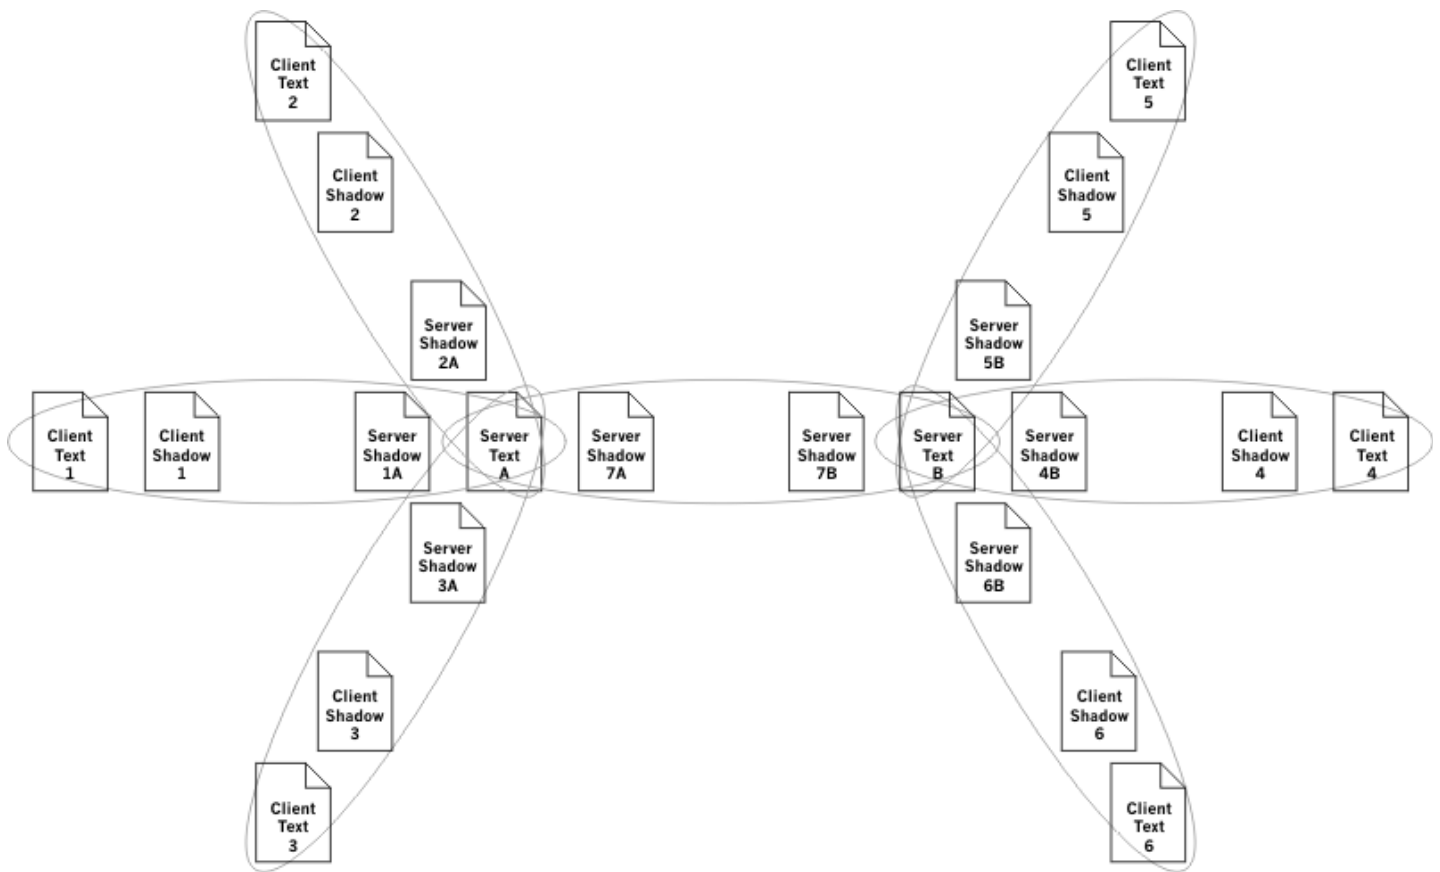 Client
Text
2
Client
Text
5
Client
Shadow
2
Client
Shadow
5
Server
Shadow
2A
Server
Shadow
5B
Client
Text
1
Client
Shadow
1
Server
Shadow
1A
Server
Text
A
Server
Shadow
7A
Server
Shadow
7B
Server
Text
B
Server
Shadow
4B
Client
Shadow
4
Client
Text
4
Server
Shadow
3A
Server
Shadow
6B
Client
Shadow
3
Client
Shadow
6
Client
Text
3
Client
Text
6